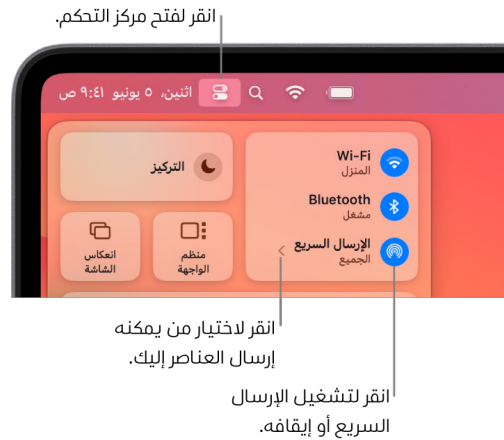 انقر لفتح مركز التحكم.
اثنين، ٥ يونيو ٩:٤١ ص
Wi-Fi
المنزل
التركيز
Bluetooth
مشغل
الإرسال السريع
الجميع
منظم
الواجهة
انعكاس
الشاشة
انقر لاختيار من يمكنه
إرسال العناصر إليك.
انقر لتشغيل الإرسال
السريع أو إيقافه.